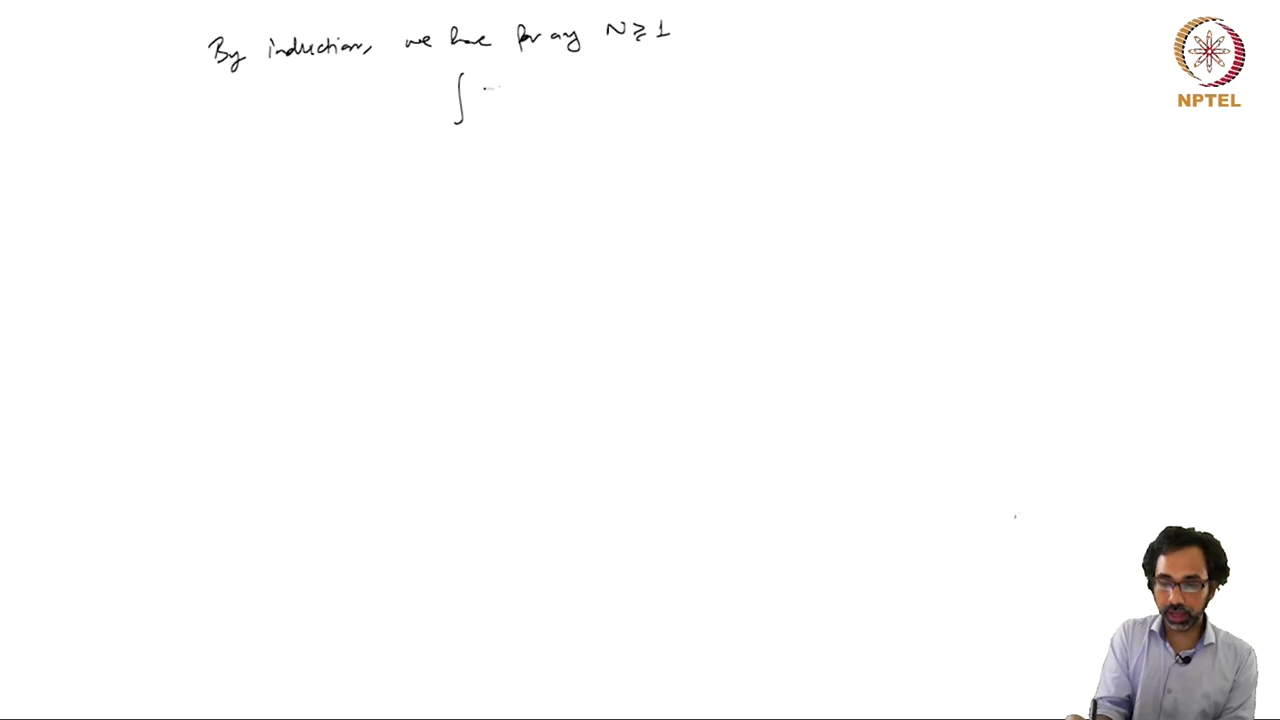 By induction, we have for any N ≥ 1
∫
NPTEL